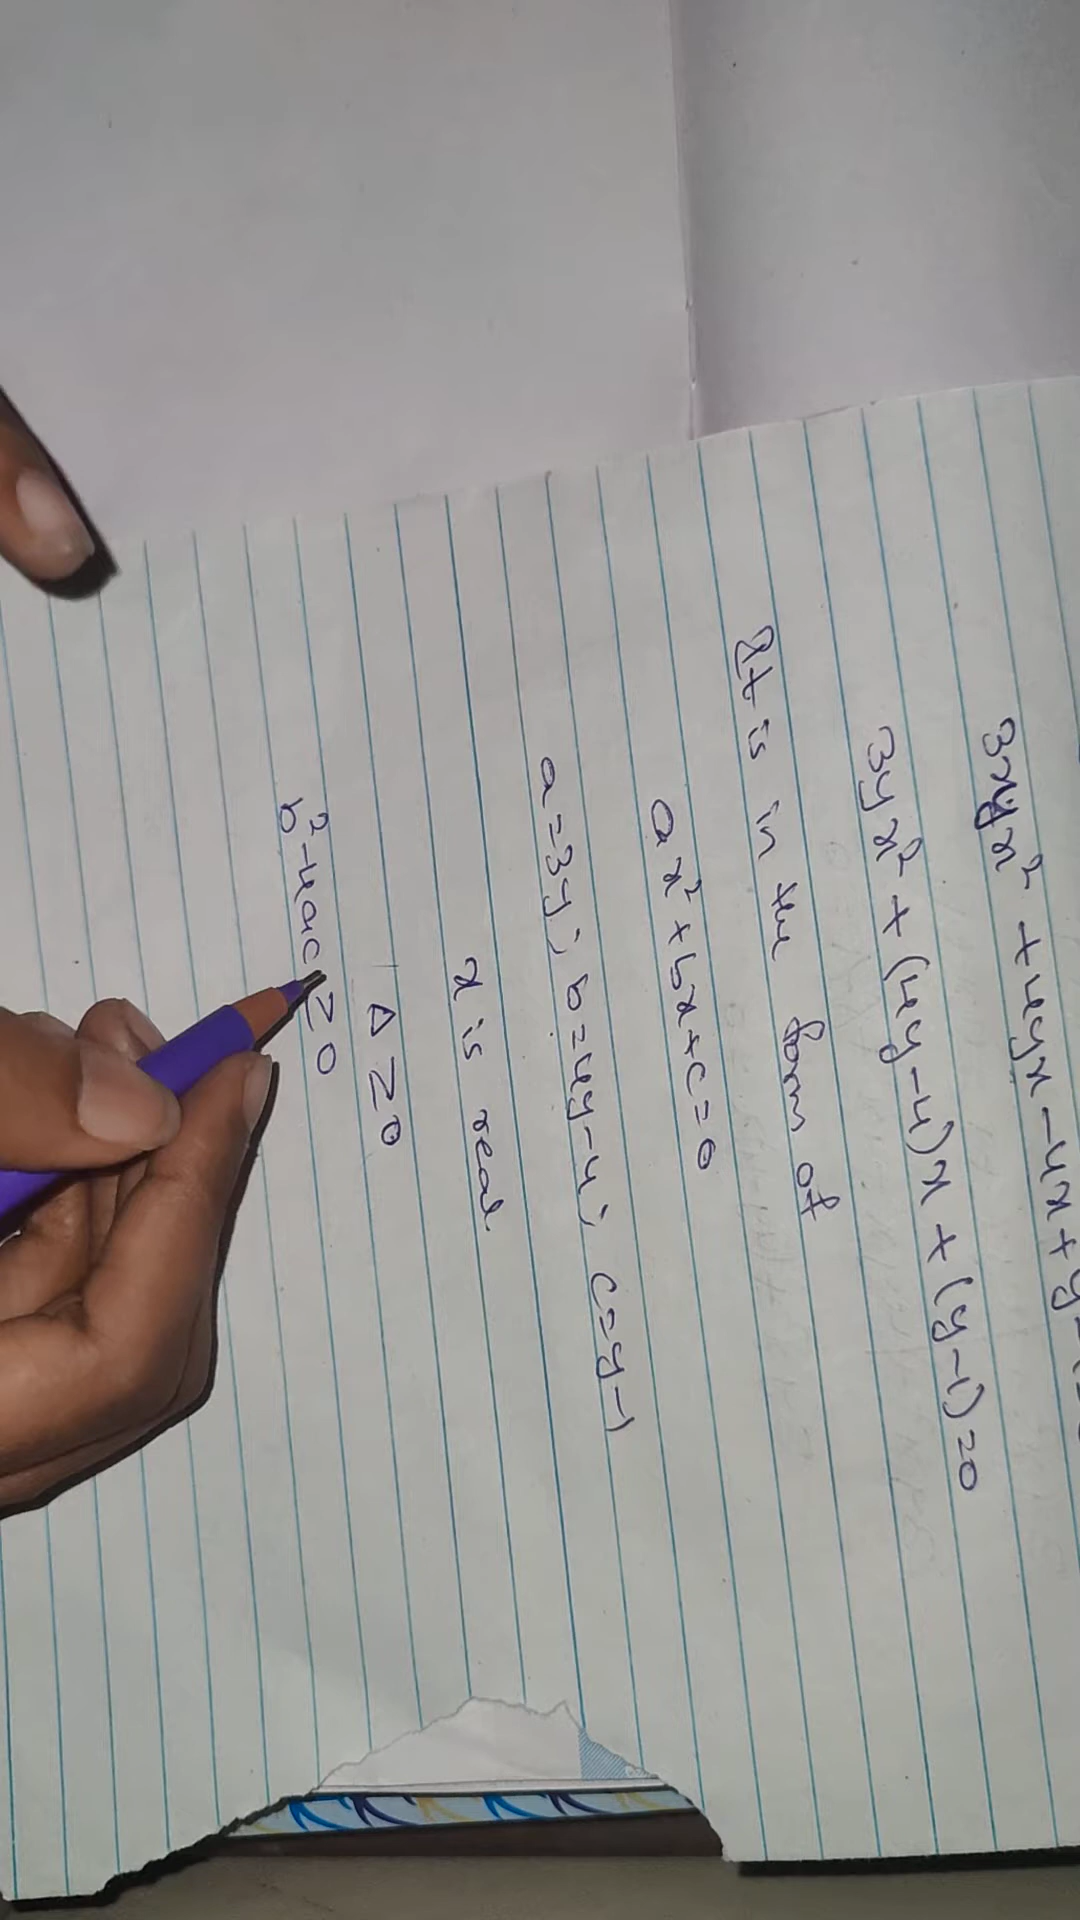 3xyx² + 4yx - 4x + y - 1 =
3yx² + (4y-4)x + (y-1) = 0
It is in the form of
ax² + bx + c = 0
a = 3y ; b = 4y-4 ; c = y-1
x is real
Δ ≥ 0
b² - 4ac ≥ 0